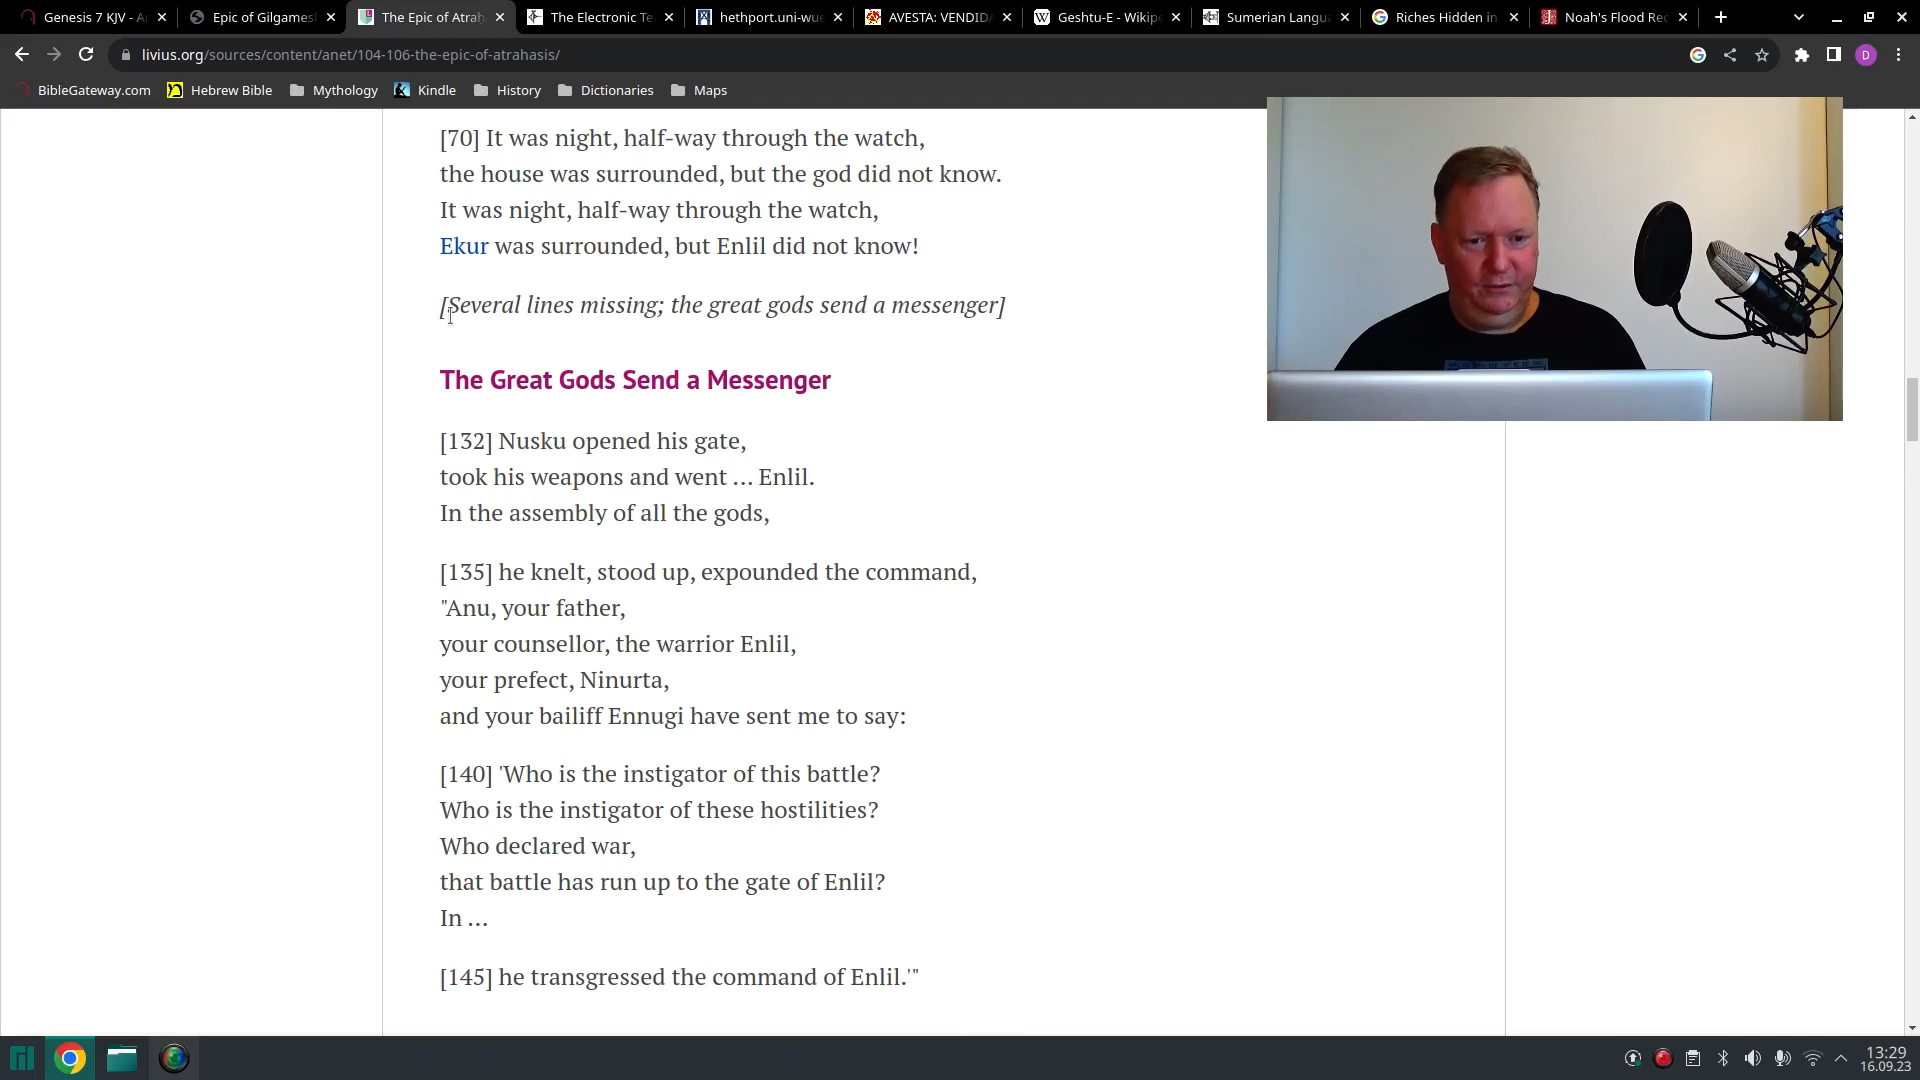 Genesis 7 KJV - A
Epic of Gilgames
The Epic of Atrah
The Electronic Te
hethport.uni-wue
AVESTA: VENDIDA
Geshtu-E - Wikipe
Sumerian Langua
Riches Hidden in
Noah's Flood Rec
livius.org/sources/content/anet/104-106-the-epic-of-atrahasis/
D
BibleGateway.com
Hebrew Bible
Mythology
Kindle
History
Dictionaries
Maps
[70] It was night, half-way through the watch,
the house was surrounded, but the god did not know.
It was night, half-way through the watch,
Ekur was surrounded, but Enlil did not know!
[Several lines missing; the great gods send a messenger]
The Great Gods Send a Messenger
[132] Nusku opened his gate,
took his weapons and went ... Enlil.
In the assembly of all the gods,
[135] he knelt, stood up, expounded the command,
"Anu, your father,
your counsellor, the warrior Enlil,
your prefect, Ninurta,
and your bailiff Ennugi have sent me to say:
[140] 'Who is the instigator of this battle?
Who is the instigator of these hostilities?
Who declared war,
that battle has run up to the gate of Enlil?
In ...
[145] he transgressed the command of Enlil.'"
13:29
16.09.23